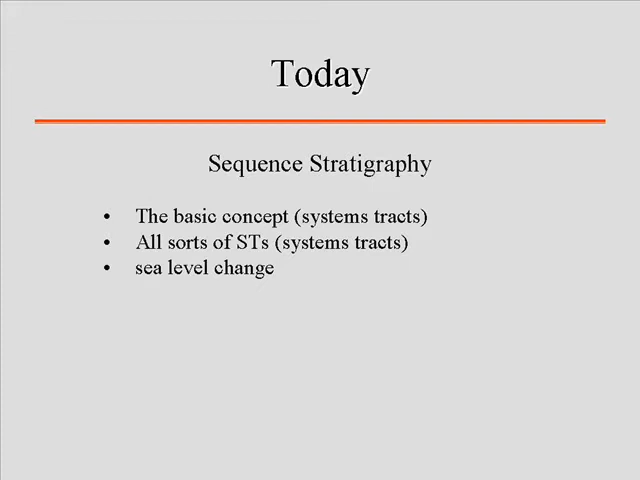 Today
Sequence Stratigraphy
• The basic concept (systems tracts)
• All sorts of STs (systems tracts)
• sea level change